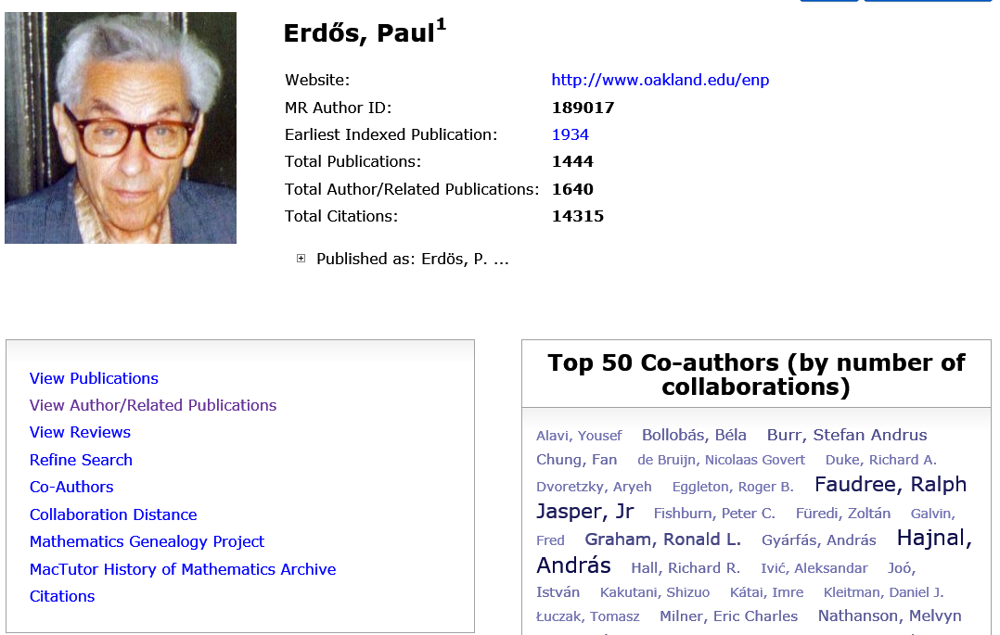 Erdős, Paul1
Website: http://www.oakland.edu/enp
MR Author ID: 189017
Earliest Indexed Publication: 1934
Total Publications: 1444
Total Author/Related Publications: 1640
Total Citations: 14315
Published as: Erdös, P. ...
View Publications
View Author/Related Publications
View Reviews
Refine Search
Co-Authors
Collaboration Distance
Mathematics Genealogy Project
MacTutor History of Mathematics Archive
Citations
Top 50 Co-authors (by number of
collaborations)
Alavi, Yousef Bollobás, Béla Burr, Stefan Andrus
Chung, Fan de Bruijn, Nicolaas Govert Duke, Richard A.
Dvoretzky, Aryeh Eggleton, Roger B. Faudree, Ralph
Jasper, Jr Fishburn, Peter C. Füredi, Zoltán Galvin,
Fred Graham, Ronald L. Gyárfás, András Hajnal,
András Hall, Richard R. Ivić, Aleksandar Joó,
István Kakutani, Shizuo Kátai, Imre Kleitman, Daniel J.
Łuczak, Tomasz Milner, Eric Charles Nathanson, Melvyn